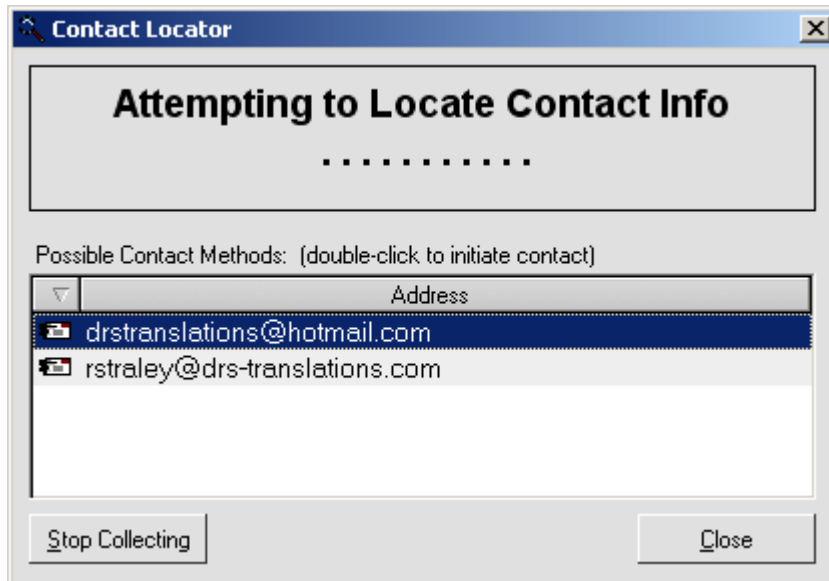 Contact Locator
Attempting to Locate Contact Info
...........
Possible Contact Methods: (double-click to initiate contact)
Address
drstranslations@hotmail.com
rstraley@drs-translations.com
Stop Collecting
Close